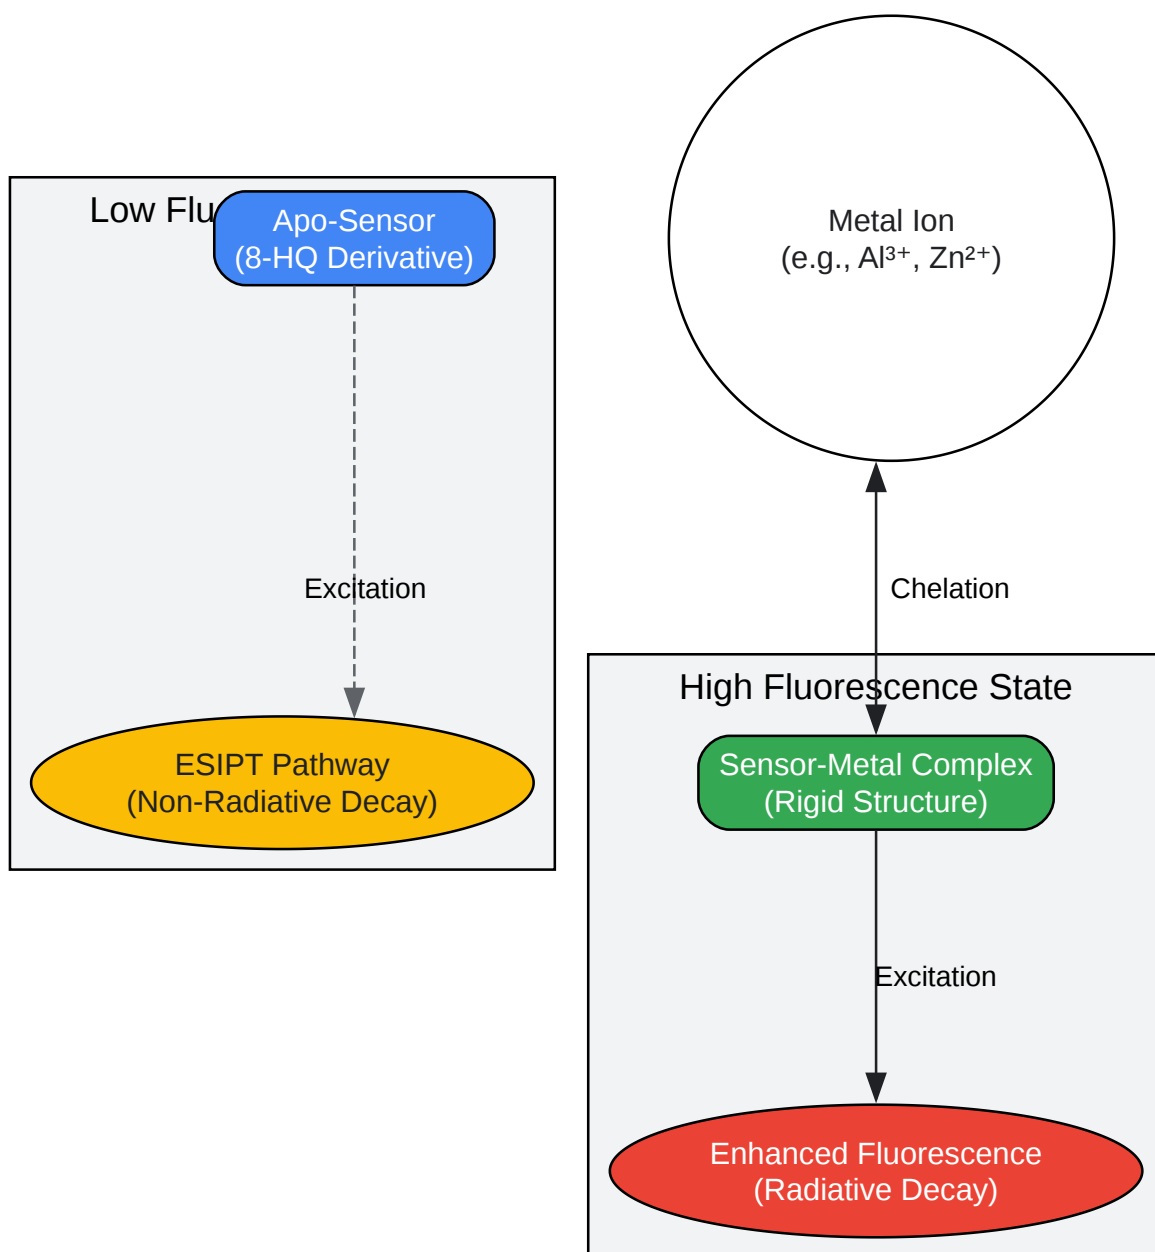 Low Flu
Apo-Sensor
(8-HQ Derivative)
Metal Ion
(e.g., Al³⁺, Zn²⁺)
Excitation
Chelation
High Fluorescence State
ESIPT Pathway
(Non-Radiative Decay)
Sensor-Metal Complex
(Rigid Structure)
Excitation
Enhanced Fluorescence
(Radiative Decay)